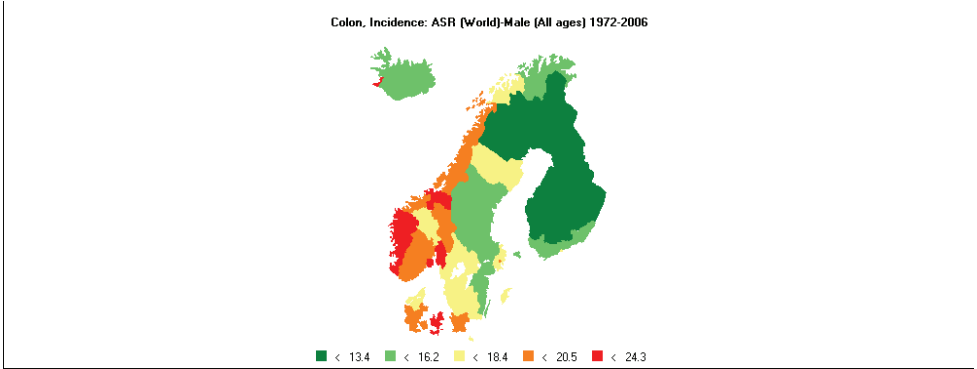 Colon, Incidence: ASR (World)-Male (All ages) 1972-2006
< 13.4 < 16.2 < 18.4 < 20.5 < 24.3